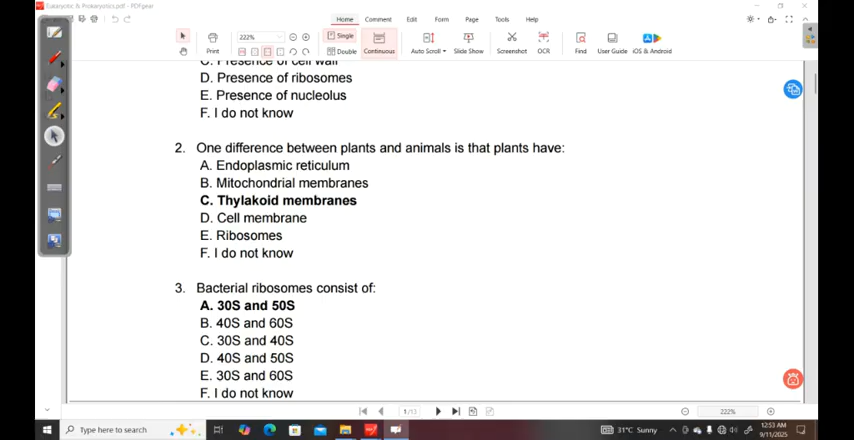 Eukaryotic & Prokaryotics.pdf - PDFgear
Home Comment Edit Form Page Tools Help
222%
Single
Double
Print
Continuous
Auto Scroll
Slide Show
Screenshot
OCR
Find
User Guide
iOS & Android
C. Presence of cell wall
D. Presence of ribosomes
E. Presence of nucleolus
F. I do not know
2. One difference between plants and animals is that plants have:
A. Endoplasmic reticulum
B. Mitochondrial membranes
C. Thylakoid membranes
D. Cell membrane
E. Ribosomes
F. I do not know
3. Bacterial ribosomes consist of:
A. 30S and 50S
B. 40S and 60S
C. 30S and 40S
D. 40S and 50S
E. 30S and 60S
F. I do not know
1/13
222%
Type here to search
31°C Sunny
12:53 AM
9/11/2025